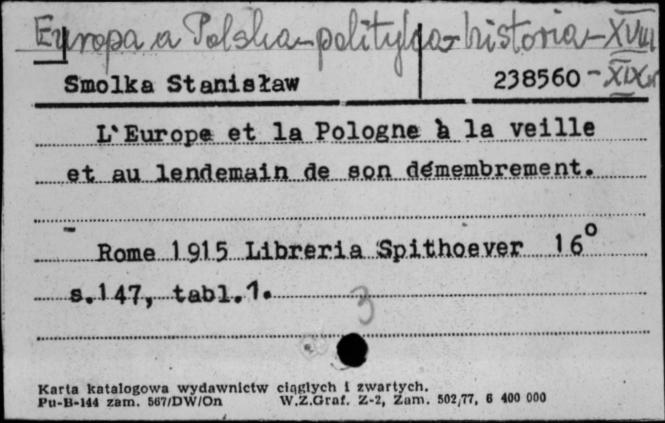 Europa a Polska - polityka - historia - XVIII
Smolka Stanisław 238560 - XIX w
L'Europe et la Pologne à la veille
et au lendemain de son démembrement.
Rome 1915 Libreria Spithoever 16°
s.147, tabl.1.
3
Karta katalogowa wydawnictw ciągłych i zwartych.
Pu-B-144 zam. 567/DW/On W.Z.Graf. Z-2, Zam. 502/77, 6 400 000